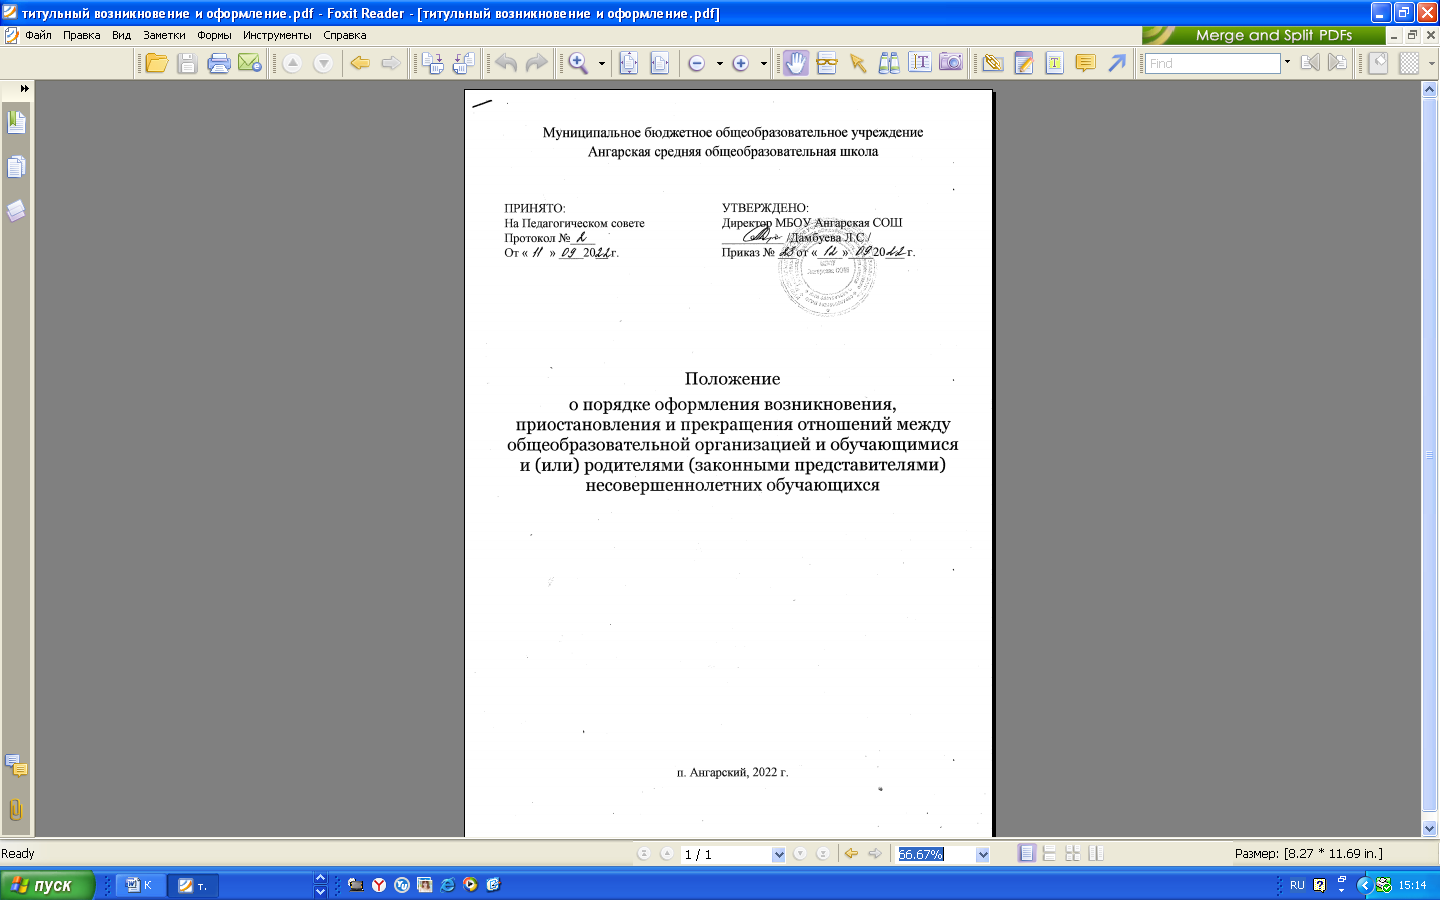 титульный возникновение и оформление.pdf - Foxit Reader - [титульный возникновение и оформление.pdf]
Файл Правка Вид Заметки Формы Инструменты Справка
Merge and Split PDFs
Find
Муниципальное бюджетное общеобразовательное учреждение
Ангарская средняя общеобразовательная школа
ПРИНЯТО:
На Педагогическом совете
Протокол № 2
От « 11 » 09 2022 г.
УТВЕРЖДЕНО:
Директор МБОУ Ангарская СОШ
/Дамбуева Л.С./
Приказ № 23 от « 12 » 09 2022 г.
Положение
о порядке оформления возникновения,
приостановления и прекращения отношений между
общеобразовательной организацией и обучающимися
и (или) родителями (законными представителями)
несовершеннолетних обучающихся
п. Ангарский, 2022 г.
Ready
1 / 1
66.67%
Размер: [8.27 * 11.69 in.]
пуск
К
т.
RU
15:14